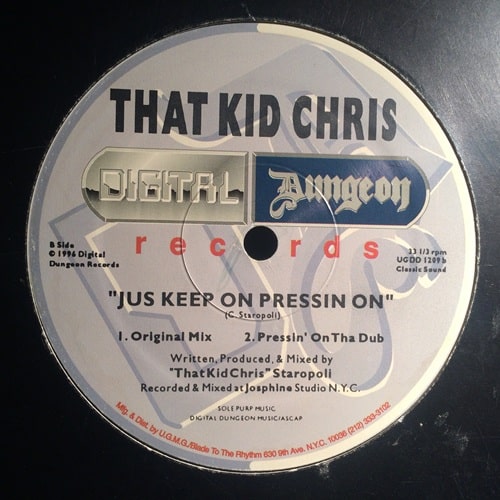 THAT KID CHRIS
DIGITAL Dungeon
records
B Side
© 1996 Digital
Dungeon Records
33 1/3 rpm
UGDD 1209 b
Classic Sound
"JUS KEEP ON PRESSIN ON"
(C. Staropoli)
1. Original Mix 2. Pressin' On Tha Dub
Written, Produced, & Mixed by
"That Kid Chris" Staropoli
Recorded & Mixed at Josphine Studio N.Y.C.
SOLE PURP MUSIC
DIGITAL DUNGEON MUSIC/ASCAP
Mfg. & Dist. by U.G.M.G./Blade To The Rhythm 630 9th Ave. N.Y.C. 10036 (212) 333-3102